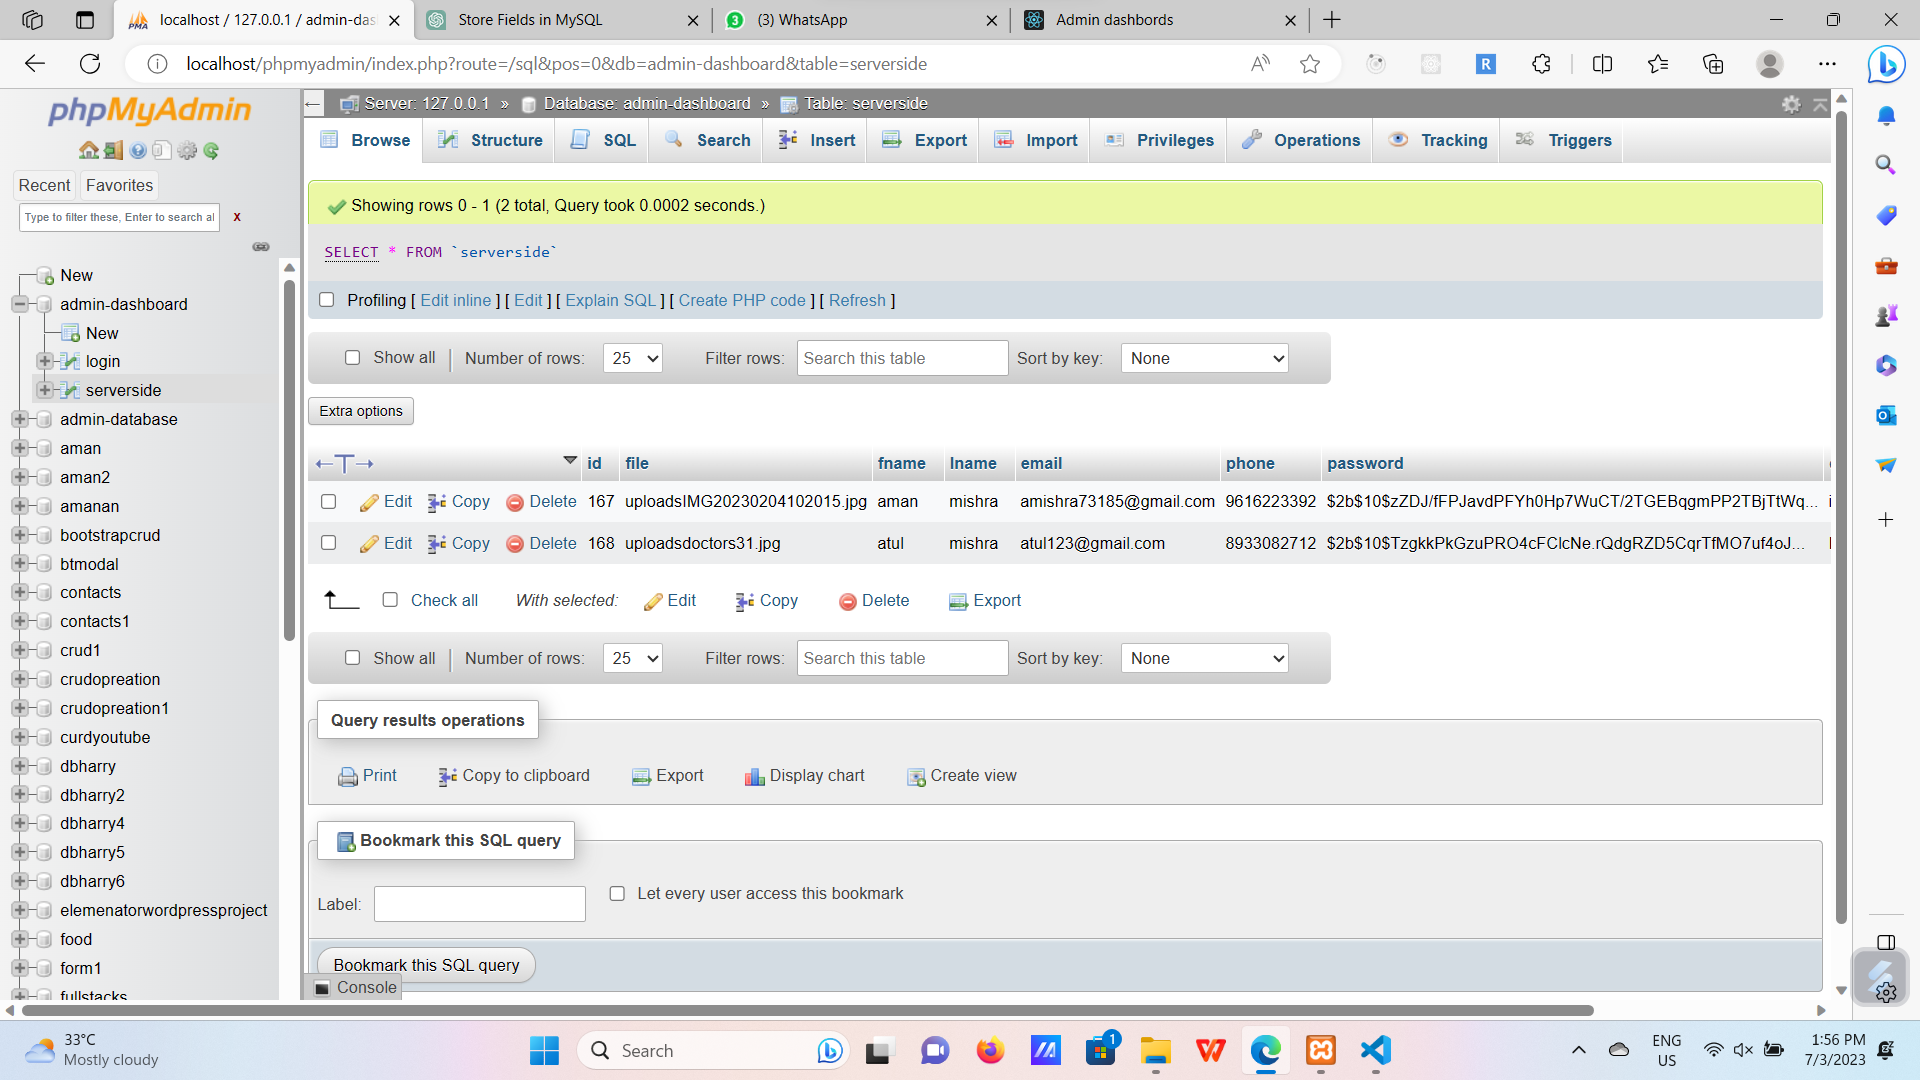 localhost / 127.0.0.1 / admin-das
Store Fields in MySQL
(3) WhatsApp
Admin dashbords
localhost/phpmyadmin/index.php?route=/sql&pos=0&db=admin-dashboard&table=serverside
phpMyAdmin
Recent Favorites
Type to filter these, Enter to search al X
New
admin-dashboard
New
login
serverside
admin-database
aman
aman2
amanan
bootstrapcrud
btmodal
contacts
contacts1
crud1
crudopreation
crudopreation1
curdyoutube
dbharry
dbharry2
dbharry4
dbharry5
dbharry6
elemenatorwordpressproject
food
form1
fullstacks
Server: 127.0.0.1 » Database: admin-dashboard » Table: serverside
Browse Structure SQL Search Insert Export Import Privileges Operations Tracking Triggers
Showing rows 0 - 1 (2 total, Query took 0.0002 seconds.)
SELECT * FROM `serverside`
Profiling [ Edit inline ] [ Edit ] [ Explain SQL ] [ Create PHP code ] [ Refresh ]
Show all Number of rows: 25 Filter rows: Search this table Sort by key: None
Extra options
id file fname lname email phone password
Edit Copy Delete 167 uploadsIMG20230204102015.jpg aman mishra amishra73185@gmail.com 9616223392 $2b$10$zZDJ/fFPJavdPFYh0Hp7WuCT/2TGEBqgmPP2TBjTtWq...
Edit Copy Delete 168 uploadsdoctors31.jpg atul mishra atul123@gmail.com 8933082712 $2b$10$TzgkkPkGzuPRO4cFClcNe.rQdgRZD5CqrTfMO7uf4oJ...
Check all With selected: Edit Copy Delete Export
Show all Number of rows: 25 Filter rows: Search this table Sort by key: None
Query results operations
Print Copy to clipboard Export Display chart Create view
Bookmark this SQL query
Label: Let every user access this bookmark
Bookmark this SQL query
Console
33°C
Mostly cloudy
Search
1
ENG
US
1:56 PM
7/3/2023